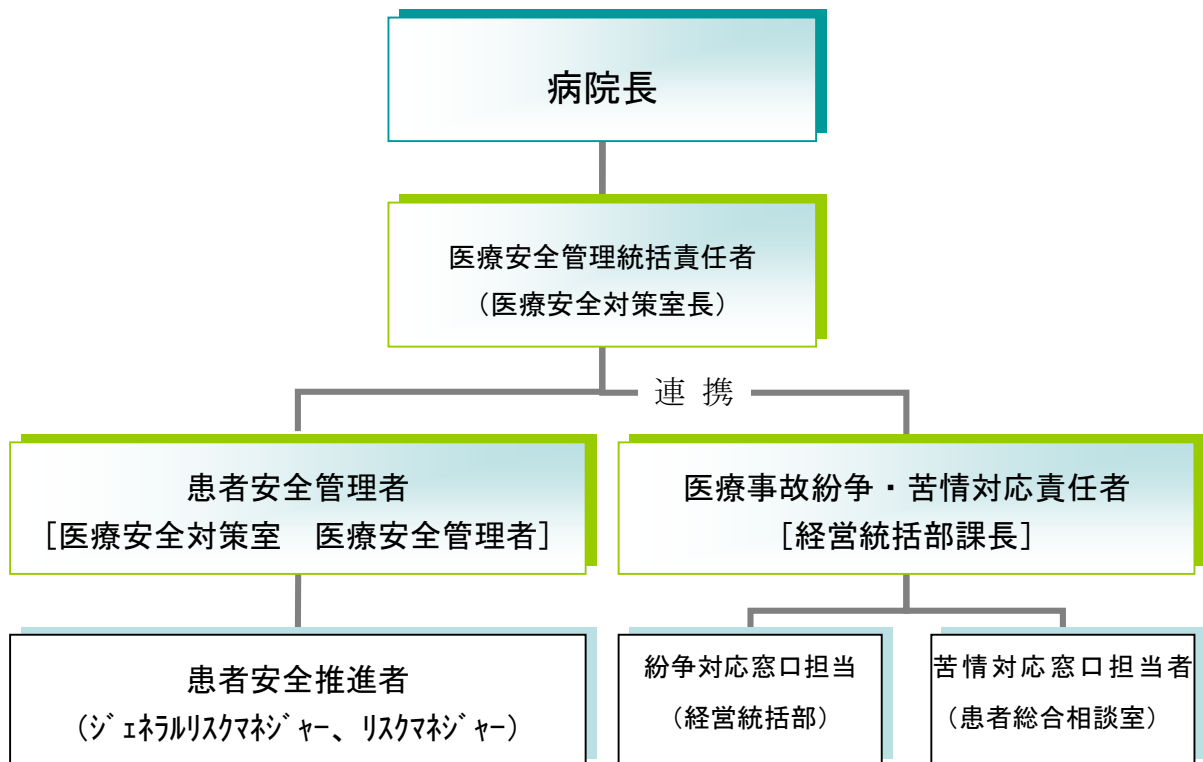 病院長
医療安全管理統括責任者
（医療安全対策室長）
連 携
患者安全管理者
［医療安全対策室　医療安全管理者］
医療事故紛争・苦情対応責任者
［経営統括部課長］
患者安全推進者
（ｼﾞｪﾈﾗﾙﾘｽｸﾏﾈｼﾞｬｰ、ﾘｽｸﾏﾈｼﾞｬｰ）
紛争対応窓口担当
（経営統括部）
苦情対応窓口担当者
（患者総合相談室）